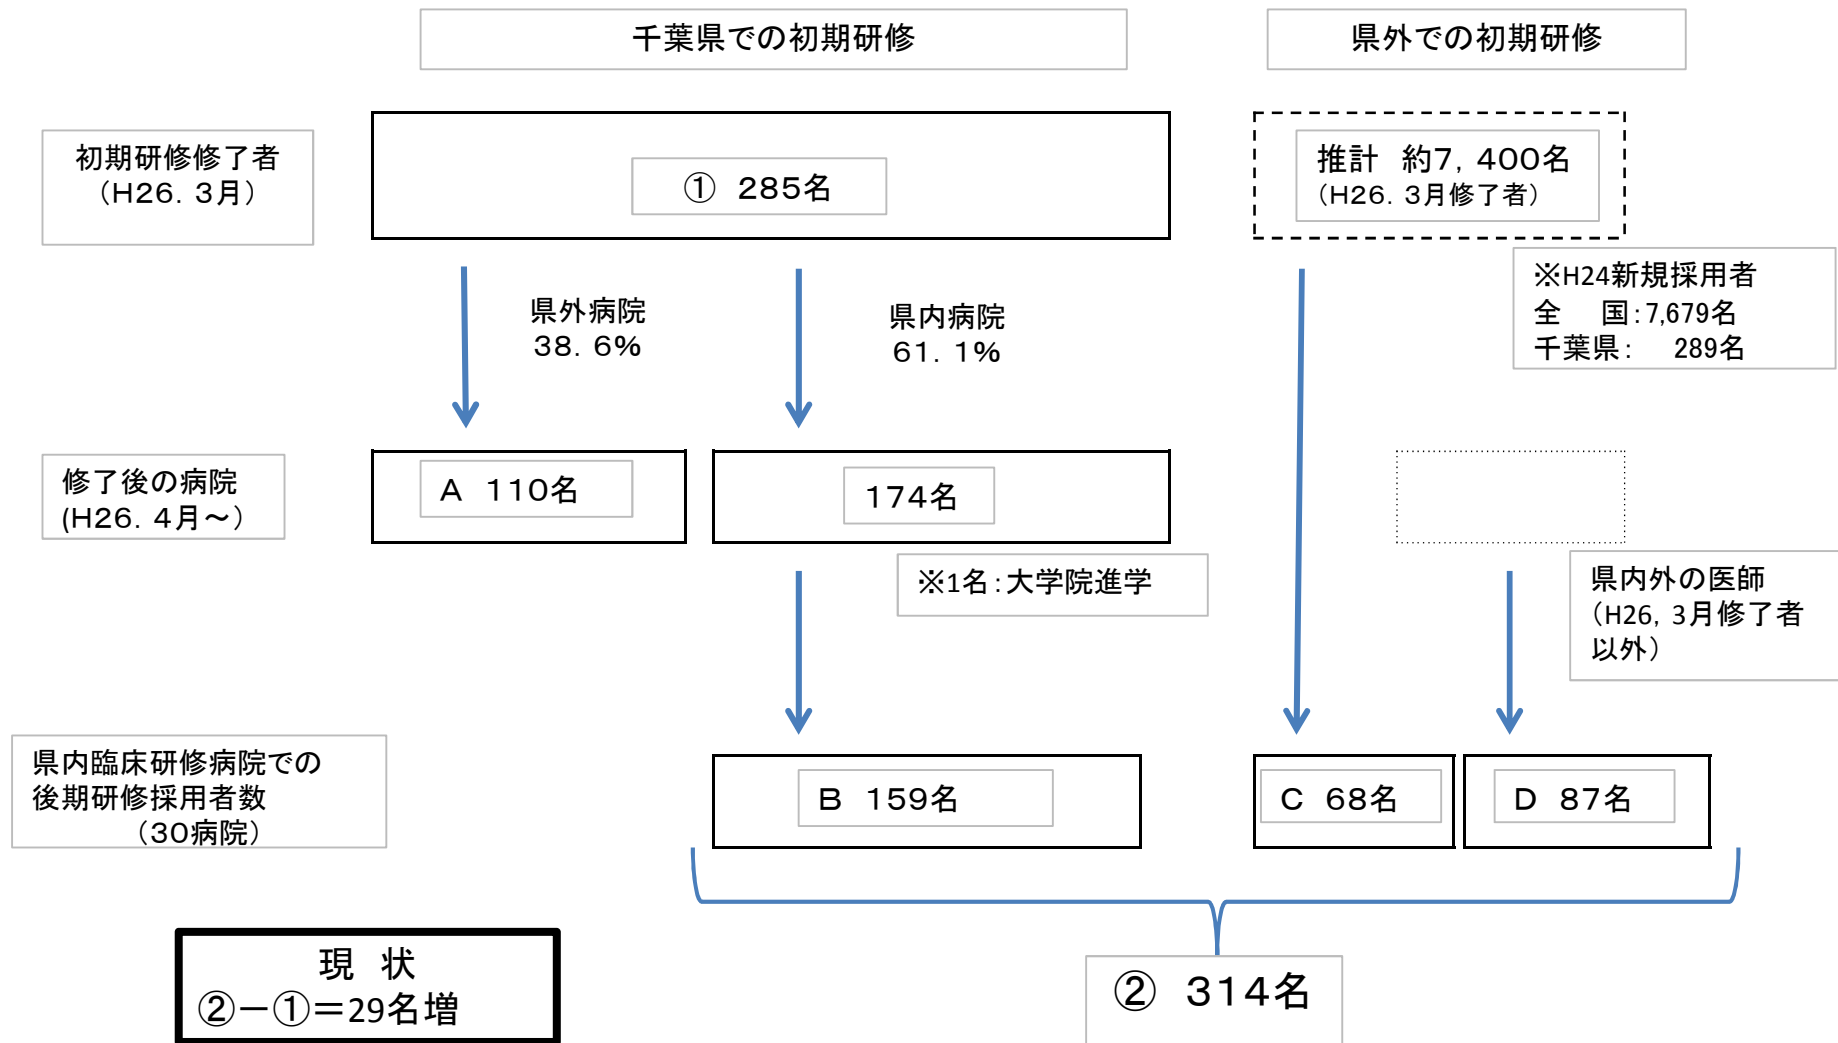 千葉県での初期研修
県外での初期研修
初期研修修了者
（H26．3月）
① 285名
推計 約7，400名
（H26．3月修了者）
※H24新規採用者
全 国：7,679名
千葉県： 289名
県外病院
38．6%
県内病院
61．1%
修了後の病院
(H26．4月～）
A 110名
174名
※1名：大学院進学
県内外の医師
（H26，3月修了者
以外）
県内臨床研修病院での
後期研修採用者数
（30病院）
B 159名
C 68名
D 87名
現 状
②－①＝29名増
② 314名